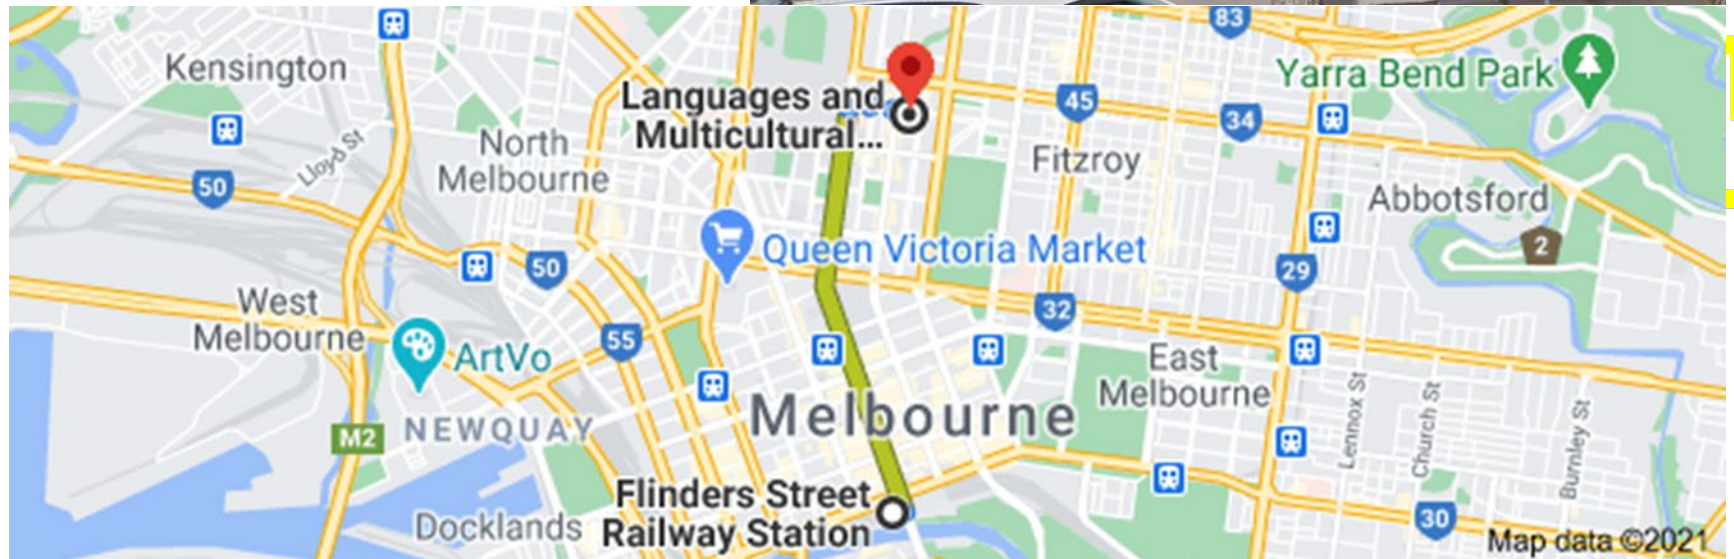 83
Kensington
Languages and
Multicultural...
45
34
Yarra Bend Park
North
Melbourne
Lloyd St
Fitzroy
50
Abbotsford
Queen Victoria Market
2
50
29
West
Melbourne
32
55
ArtVo
East
Melbourne
Melbourne
Lennox St
Church St
Burnley St
M2
NEWQUAY
Flinders Street
Railway Station
Docklands
30
Map data ©2021